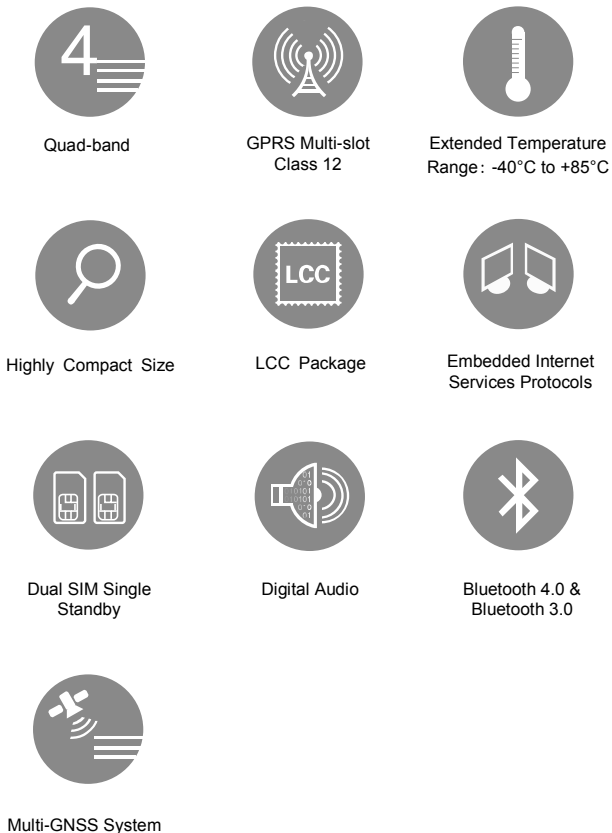 4
Quad-band
GPRS Multi-slot
Class 12
Extended Temperature
Range: -40°C to +85°C
Highly Compact Size
LCC
LCC Package
Embedded Internet
Services Protocols
Dual SIM Single
Standby
Digital Audio
Bluetooth 4.0 &
Bluetooth 3.0
Multi-GNSS System